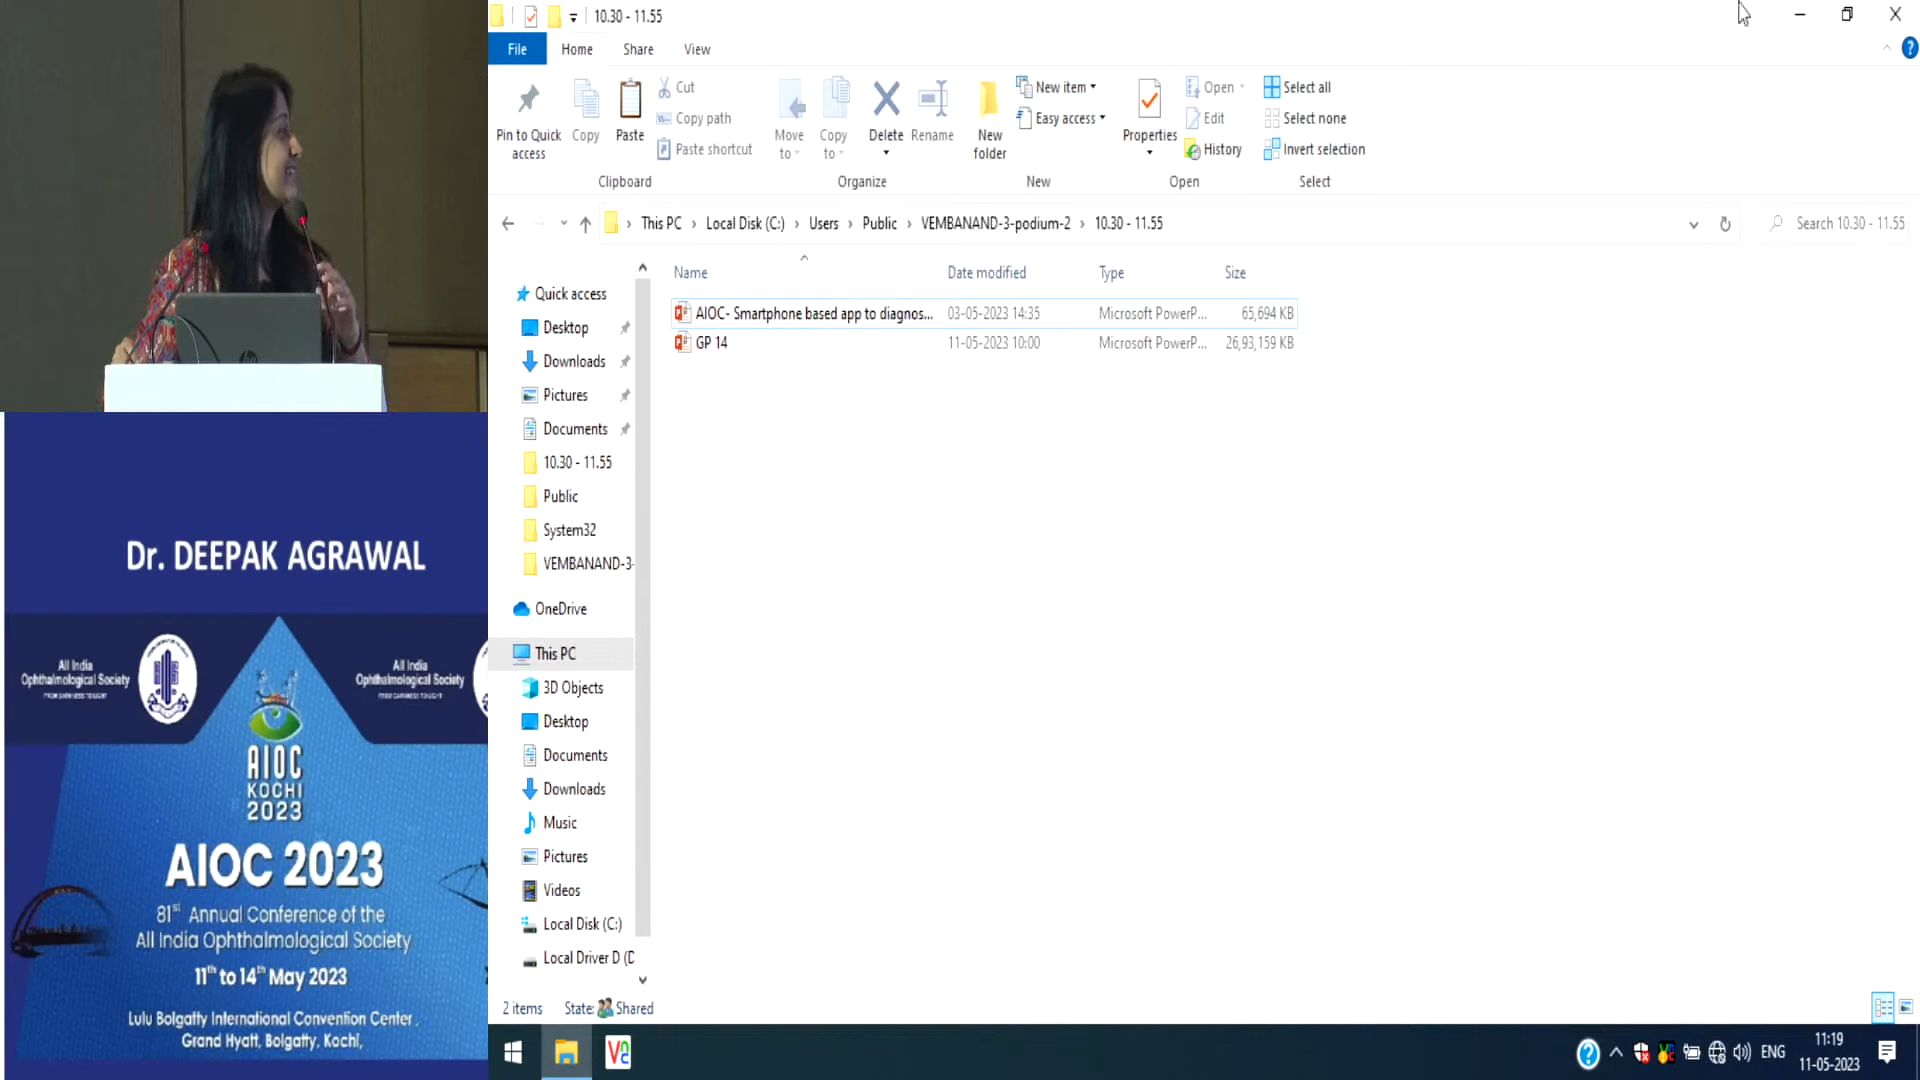 10.30 - 11.55
File Home Share View
Pin to Quick access
Copy
Paste
Cut
Copy path
Paste shortcut
Move to
Copy to
Delete
Rename
New folder
New item
Easy access
Properties
Open
Edit
History
Select all
Select none
Invert selection
Clipboard Organize New Open Select
This PC › Local Disk (C:) › Users › Public › VEMBANAND-3-podium-2 › 10.30 - 11.55
Search 10.30 - 11.55
Name Date modified Type Size
AIOC- Smartphone based app to diagnos... 03-05-2023 14:35 Microsoft PowerP... 65,694 KB
GP 14 11-05-2023 10:00 Microsoft PowerP... 26,93,159 KB
Quick access
Desktop
Downloads
Pictures
Documents
10.30 - 11.55
Public
System32
VEMBANAND-3-
OneDrive
This PC
3D Objects
Desktop
Documents
Downloads
Music
Pictures
Videos
Local Disk (C:)
Local Driver D (D
2 items State: Shared
ENG
11:19
11-05-2023
hp
Dr. DEEPAK AGRAWAL
All India
Ophthalmological Society
All India
Ophthalmological Society
AIOC
KOCHI
2023
AIOC 2023
81st Annual Conference of the
All India Ophthalmological Society
11th to 14th May 2023
Lulu Bolgatty International Convention Center,
Grand Hyatt, Bolgatty, Kochi,